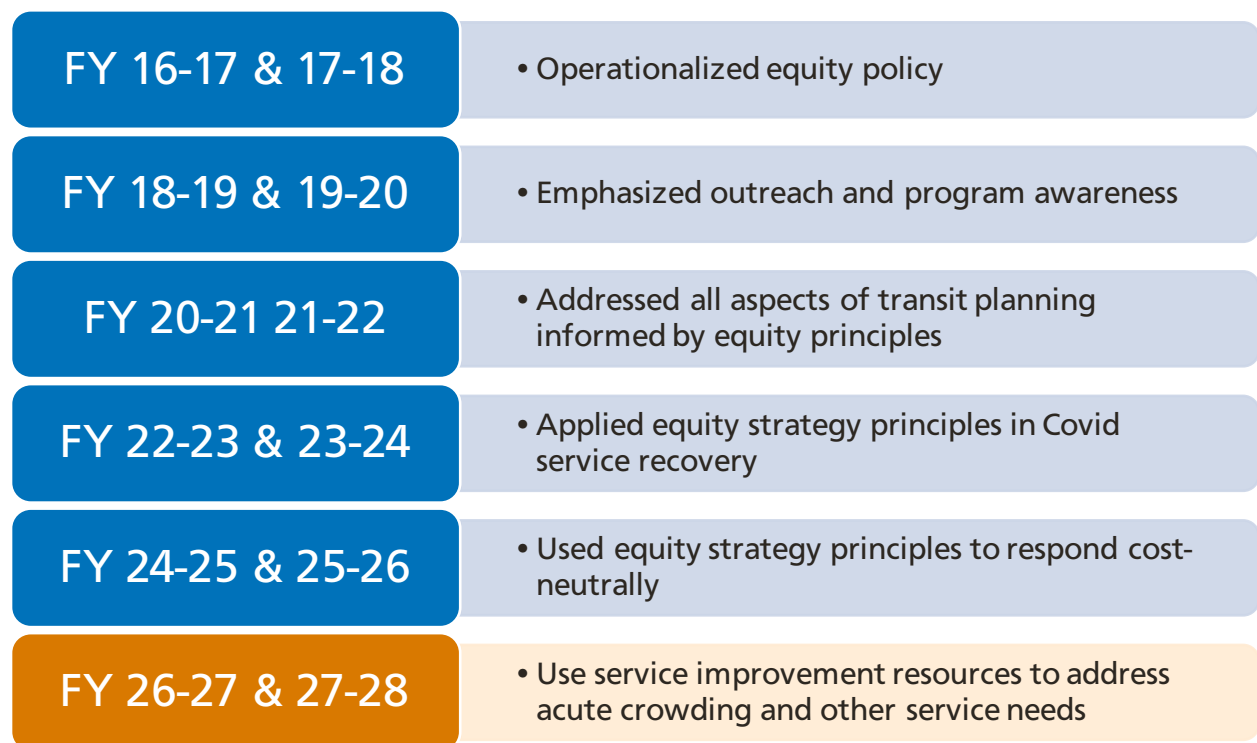 FY 16-17 & 17-18
• Operationalized equity policy
FY 18-19 & 19-20
• Emphasized outreach and program awareness
FY 20-21 21-22
• Addressed all aspects of transit planning
informed by equity principles
FY 22-23 & 23-24
• Applied equity strategy principles in Covid
service recovery
FY 24-25 & 25-26
• Used equity strategy principles to respond cost-
neutrally
FY 26-27 & 27-28
• Use service improvement resources to address
acute crowding and other service needs